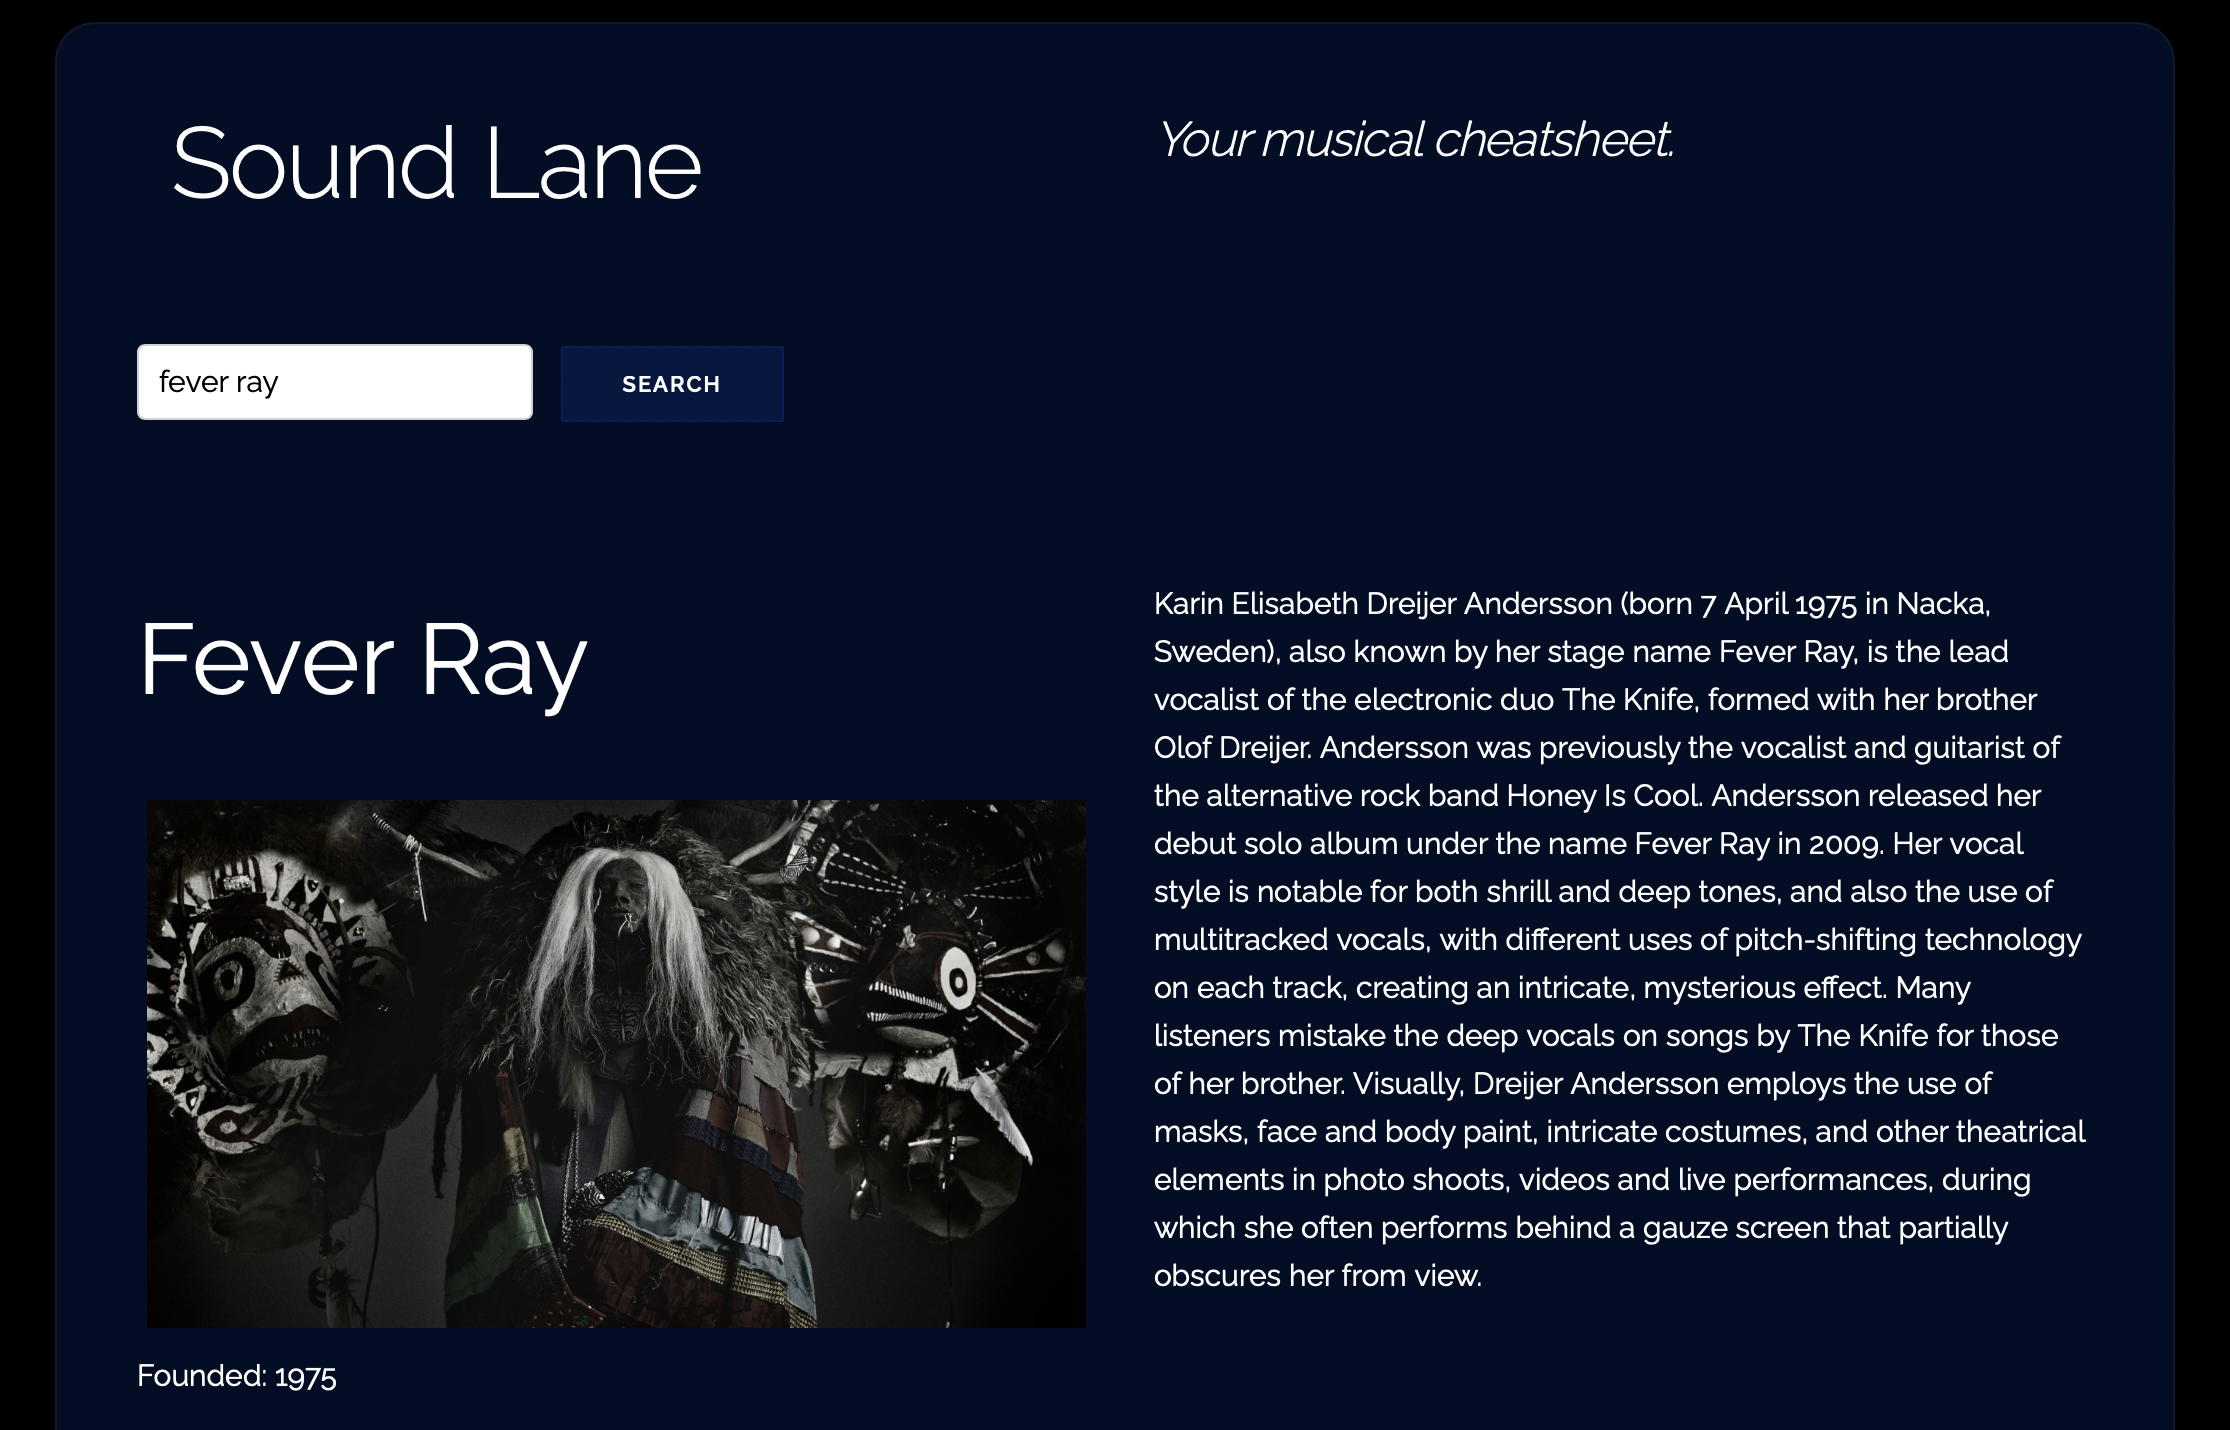 Sound Lane
Your musical cheatsheet.
fever ray
SEARCH
Fever Ray
Karin Elisabeth Dreijer Andersson (born 7 April 1975 in Nacka,
Sweden), also known by her stage name Fever Ray, is the lead
vocalist of the electronic duo The Knife, formed with her brother
Olof Dreijer. Andersson was previously the vocalist and guitarist of
the alternative rock band Honey Is Cool. Andersson released her
debut solo album under the name Fever Ray in 2009. Her vocal
style is notable for both shrill and deep tones, and also the use of
multitracked vocals, with different uses of pitch-shifting technology
on each track, creating an intricate, mysterious effect. Many
listeners mistake the deep vocals on songs by The Knife for those
of her brother. Visually, Dreijer Andersson employs the use of
masks, face and body paint, intricate costumes, and other theatrical
elements in photo shoots, videos and live performances, during
which she often performs behind a gauze screen that partially
obscures her from view.
Founded: 1975